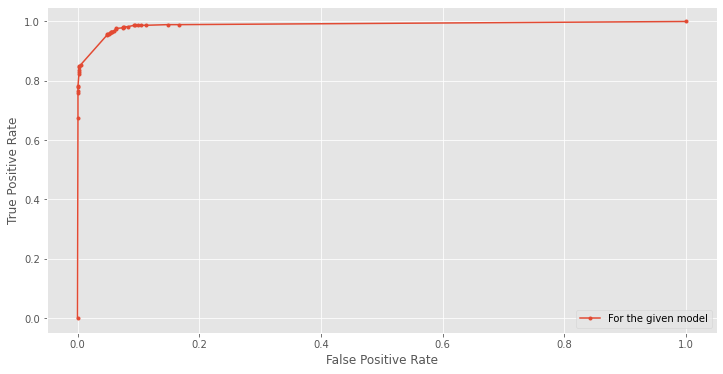 1.0
0.8
0.6
0.4
0.2
0.0
True Positive Rate
For the given model
0.0 0.2 0.4 0.6 0.8 1.0
False Positive Rate